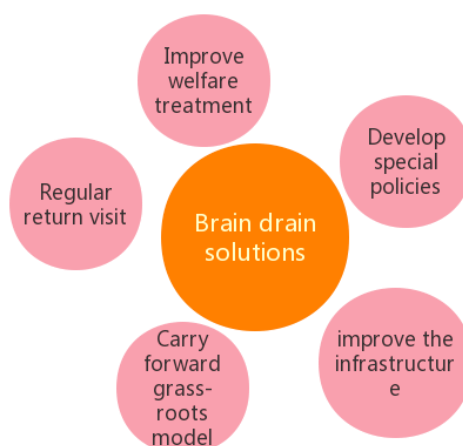 Improve
welfare
treatment
Develop
special
policies
Regular
return visit
Brain drain
solutions
improve the
infrastructur
e
Carry
forward
grass-
roots
model